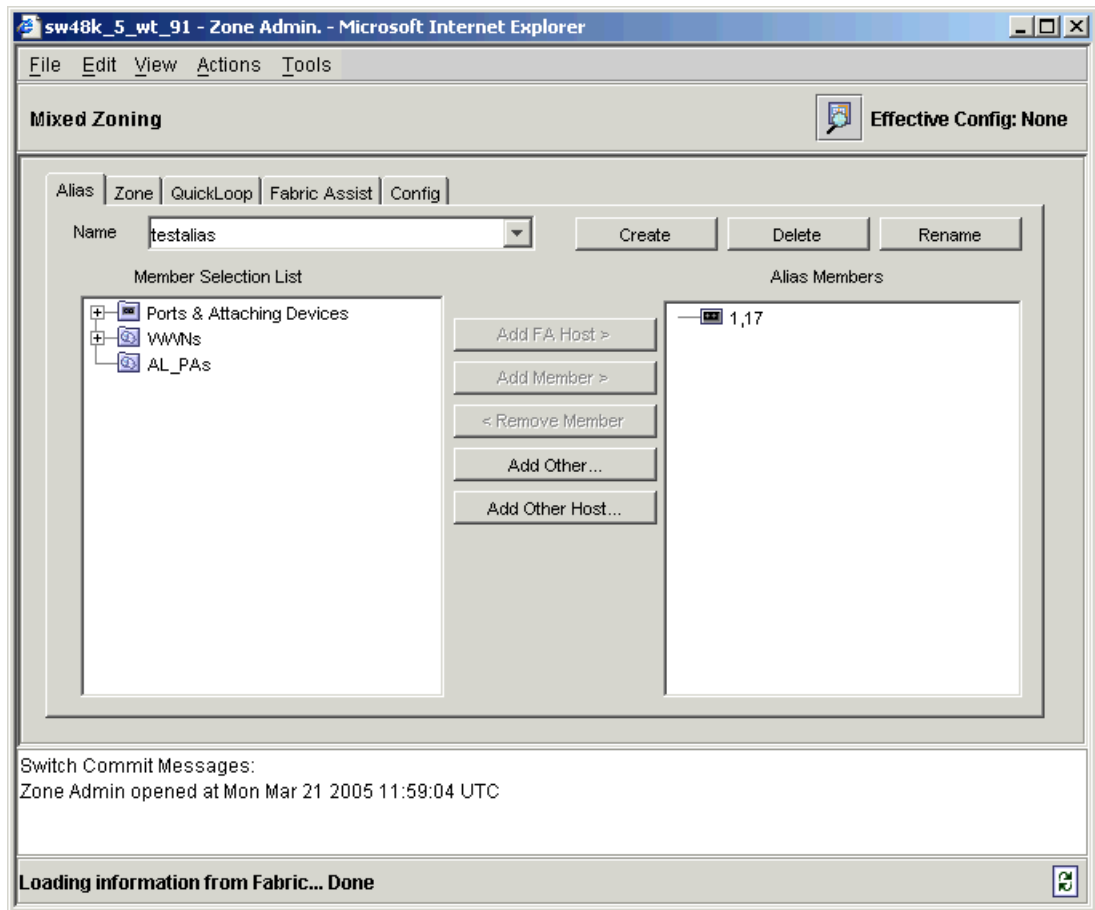 sw48k_5_wt_91 - Zone Admin. - Microsoft Internet Explorer
File Edit View Actions Tools
Mixed Zoning
Effective Config: None
Alias Zone QuickLoop Fabric Assist Config
Name testalias Create Delete Rename
Member Selection List
Alias Members
Ports & Attaching Devices
WWNs
AL_PAs
Add FA Host >
Add Member >
< Remove Member
Add Other...
Add Other Host...
1,17
Switch Commit Messages:
Zone Admin opened at Mon Mar 21 2005 11:59:04 UTC
Loading information from Fabric... Done